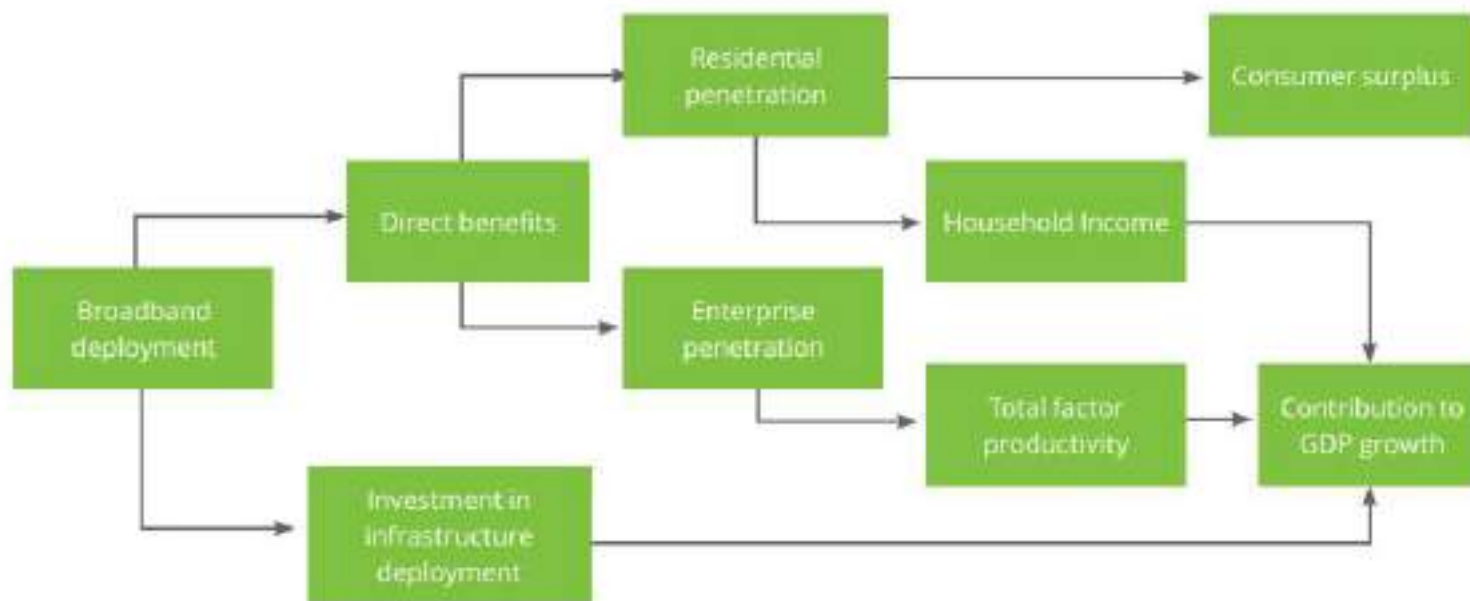 Residential
penetration
Consumer surplus
Direct benefits
Household Income
Broadband
deployment
Enterprise
penetration
Total factor
productivity
Contribution to
GDP growth
Investment in
infrastructure
deployment